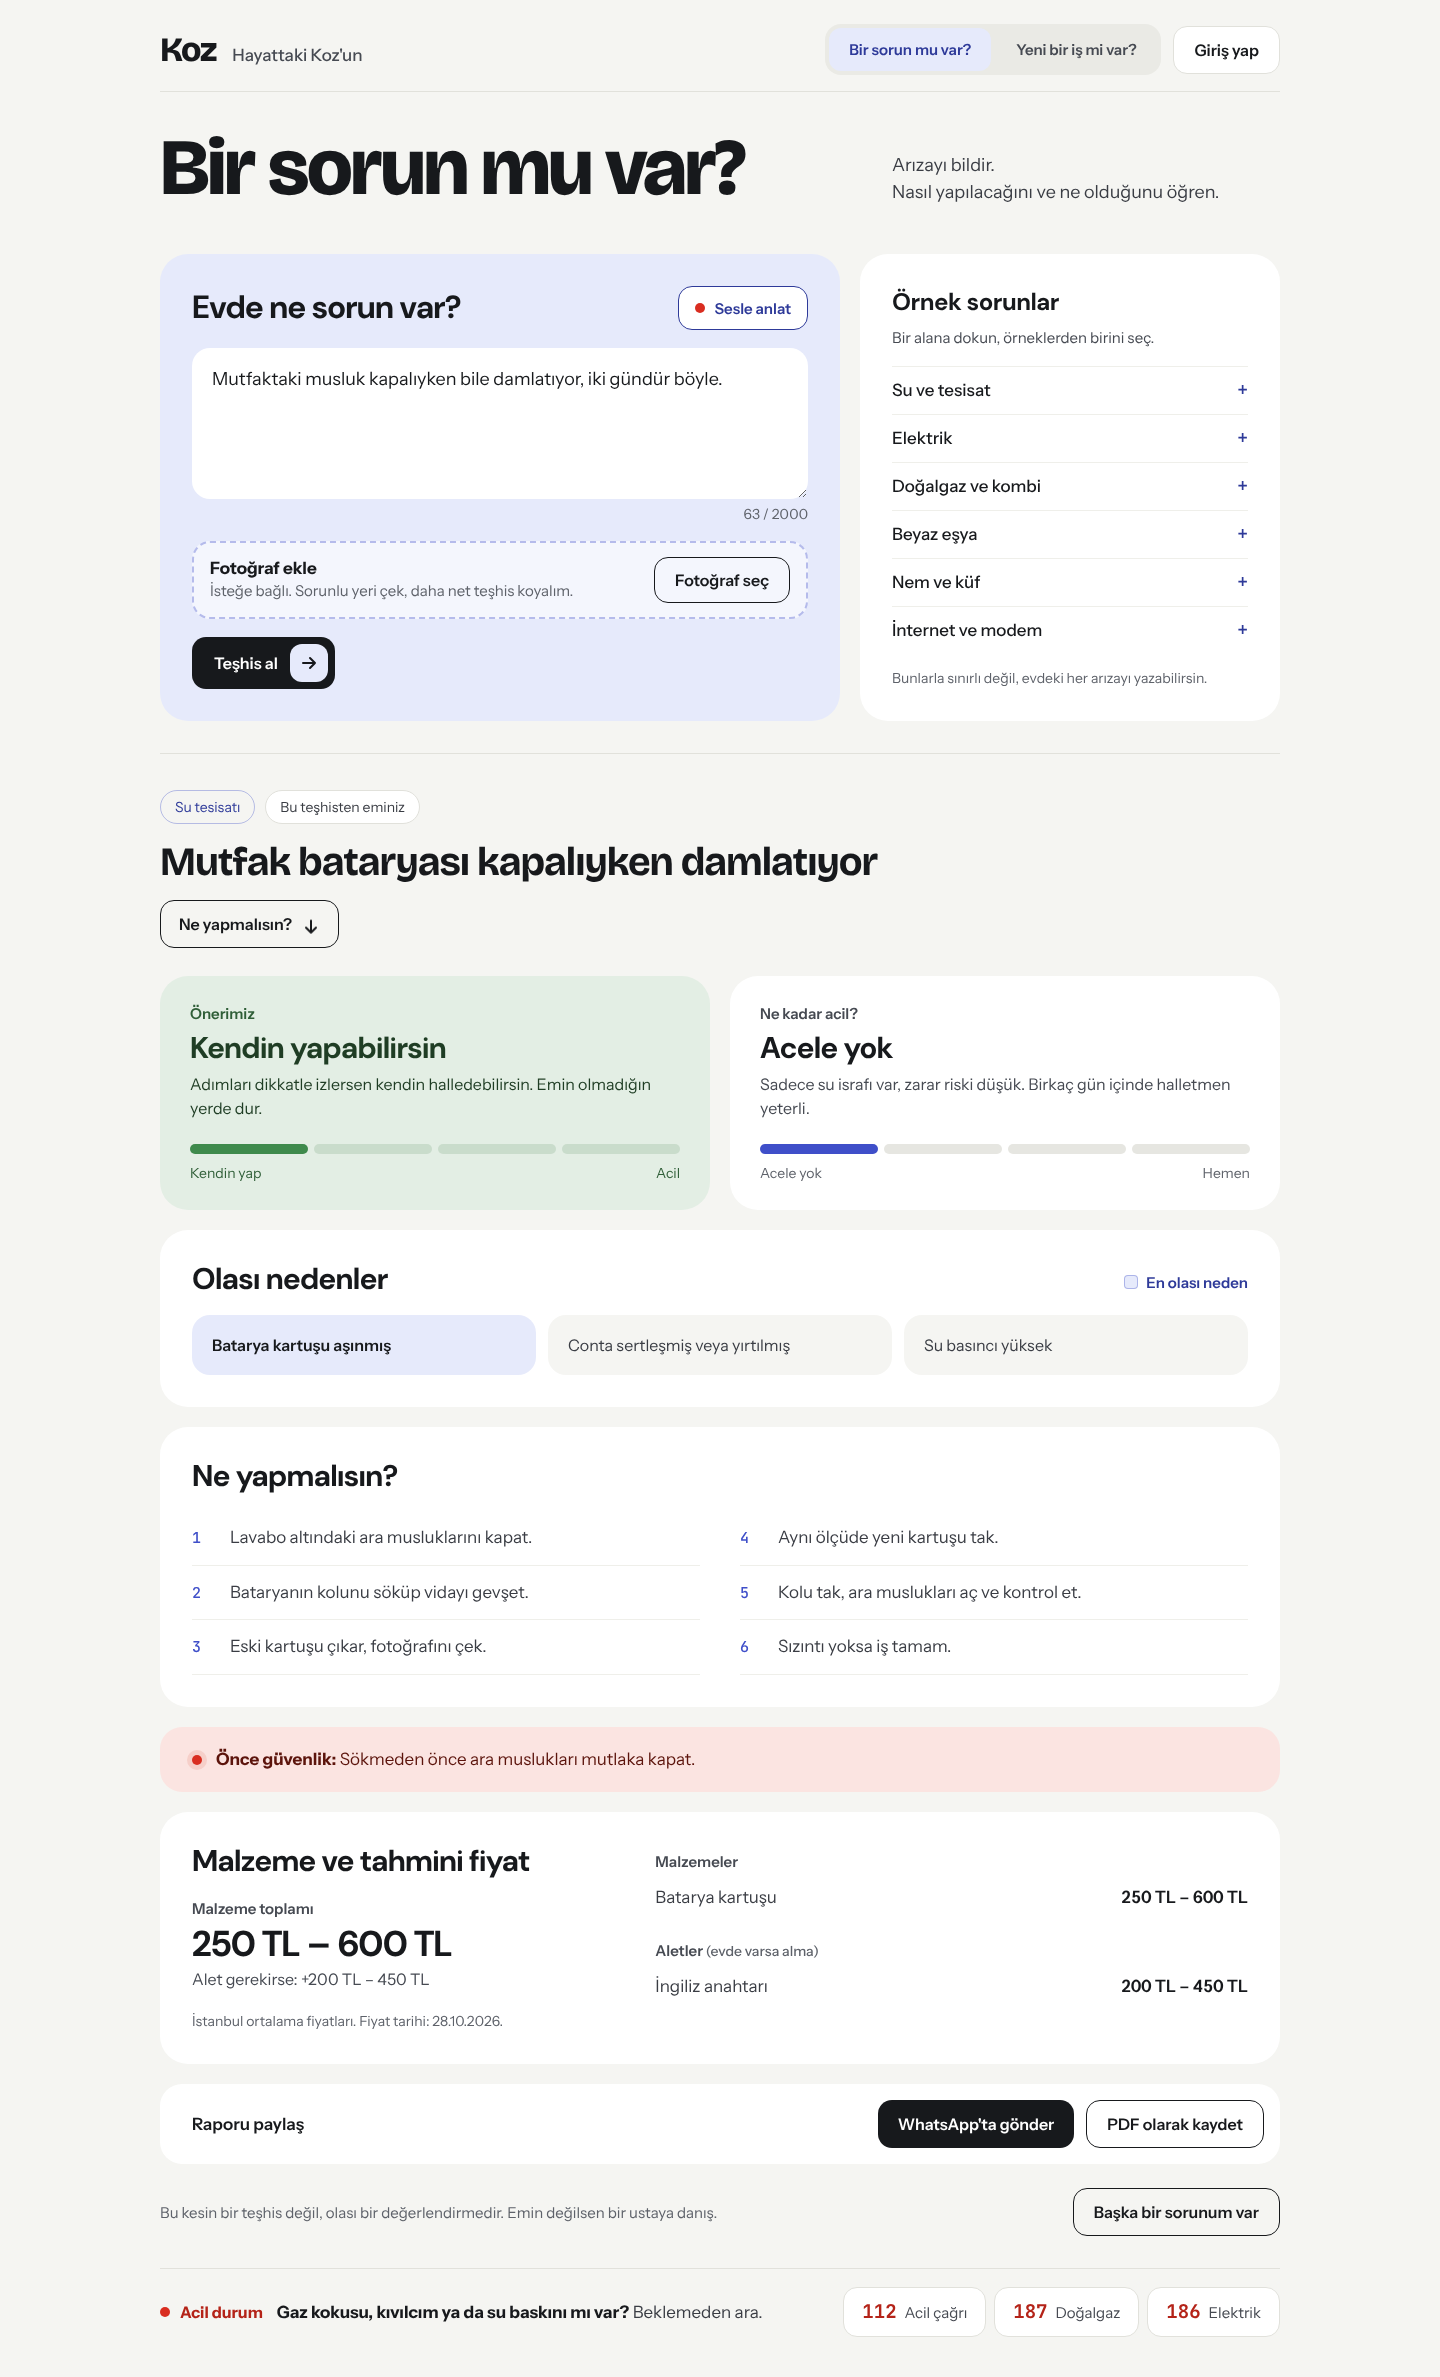 Koz
Hayattaki Koz'un
Bir sorun mu var?
Yeni bir iş mi var?
Giriş yap
Bir sorun mu var?
Arızayı bildir.
Nasıl yapılacağını ve ne olduğunu öğren.
Evde ne sorun var?
Sesle anlat
Mutfaktaki musluk kapalıyken bile damlatıyor, iki gündür böyle.
63 / 2000
Fotoğraf ekle
İsteğe bağlı. Sorunlu yeri çek, daha net teşhis koyalım.
Fotoğraf seç
Teşhis al →
Örnek sorunlar
Bir alana dokun, örneklerden birini seç.
Su ve tesisat +
Elektrik +
Doğalgaz ve kombi +
Beyaz eşya +
Nem ve küf +
İnternet ve modem +
Bunlarla sınırlı değil, evdeki her arızayı yazabilirsin.
Su tesisatı
Bu teşhisten eminiz
Mutfak bataryası kapalıyken damlatıyor
Ne yapmalısın? ↓
Önerimiz
Kendin yapabilirsin
Adımları dikkatle izlersen kendin halledebilirsin. Emin olmadığın
yerde dur.
Kendin yap
Acil
Ne kadar acil?
Acele yok
Sadece su israfı var, zarar riski düşük. Birkaç gün içinde halletmen
yeterli.
Acele yok
Hemen
Olası nedenler
En olası neden
Batarya kartuşu aşınmış
Conta sertleşmiş veya yırtılmış
Su basıncı yüksek
Ne yapmalısın?
1 Lavabo altındaki ara musluklarını kapat.
2 Bataryanın kolunu söküp vidayı gevşet.
3 Eski kartuşu çıkar, fotoğrafını çek.
4 Aynı ölçüde yeni kartuşu tak.
5 Kolu tak, ara muslukları aç ve kontrol et.
6 Sızıntı yoksa iş tamam.
Önce güvenlik: Sökmeden önce ara muslukları mutlaka kapat.
Malzeme ve tahmini fiyat
Malzeme toplamı
250 TL – 600 TL
Alet gerekirse: +200 TL – 450 TL
İstanbul ortalama fiyatları. Fiyat tarihi: 28.10.2026.
Malzemeler
Batarya kartuşu 250 TL – 600 TL
Aletler (evde varsa alma)
İngiliz anahtarı 200 TL – 450 TL
Raporu paylaş
WhatsApp'ta gönder
PDF olarak kaydet
Bu kesin bir teşhis değil, olası bir değerlendirmedir. Emin değilsen bir ustaya danış.
Başka bir sorunum var
Acil durum
Gaz kokusu, kıvılcım ya da su baskını mı var? Beklemeden ara.
112 Acil çağrı
187 Doğalgaz
186 Elektrik